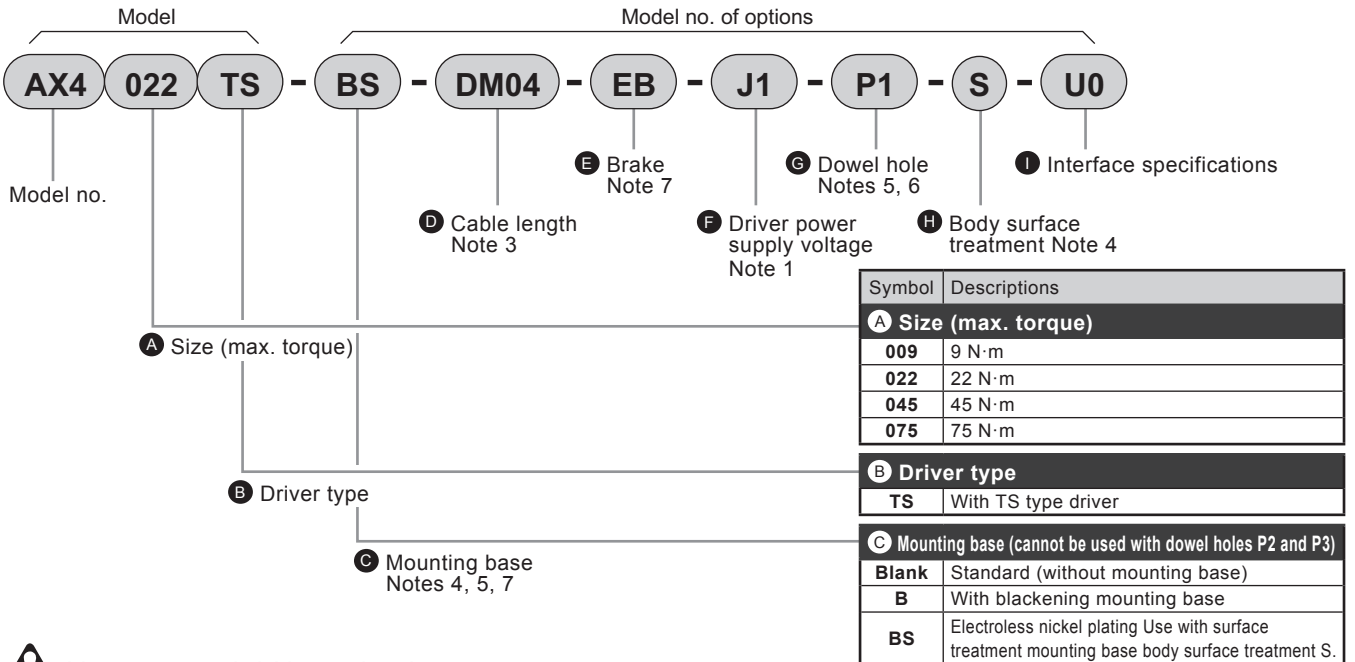 Model
Model no. of options
AX4 022 TS - BS - DM04 - EB - J1 - P1 - S - U0
Model no.
E Brake
Note 7
G Dowel hole
Notes 5, 6
I Interface specifications
D Cable length
Note 3
F Driver power
supply voltage
Note 1
H Body surface
treatment Note 4
A Size (max. torque)
B Driver type
C Mounting base
Notes 4, 5, 7
Symbol Descriptions
A Size (max. torque)
009 9 N·m
022 22 N·m
045 45 N·m
075 75 N·m
B Driver type
TS With TS type driver
C Mounting base (cannot be used with dowel holes P2 and P3)
Blank Standard (without mounting base)
B With blackening mounting base
BS Electroless nickel plating Use with surface
treatment mounting base body surface treatment S.